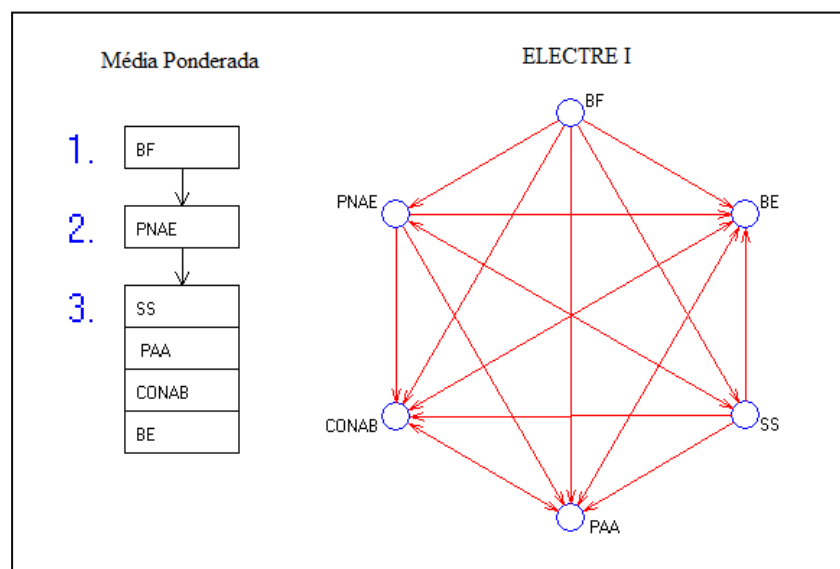 Média Ponderada
1. BF
2. PNAE
3. SS
PAA
CONAB
BE
ELECTRE I
BF
PNAE
BE
CONAB
SS
PAA